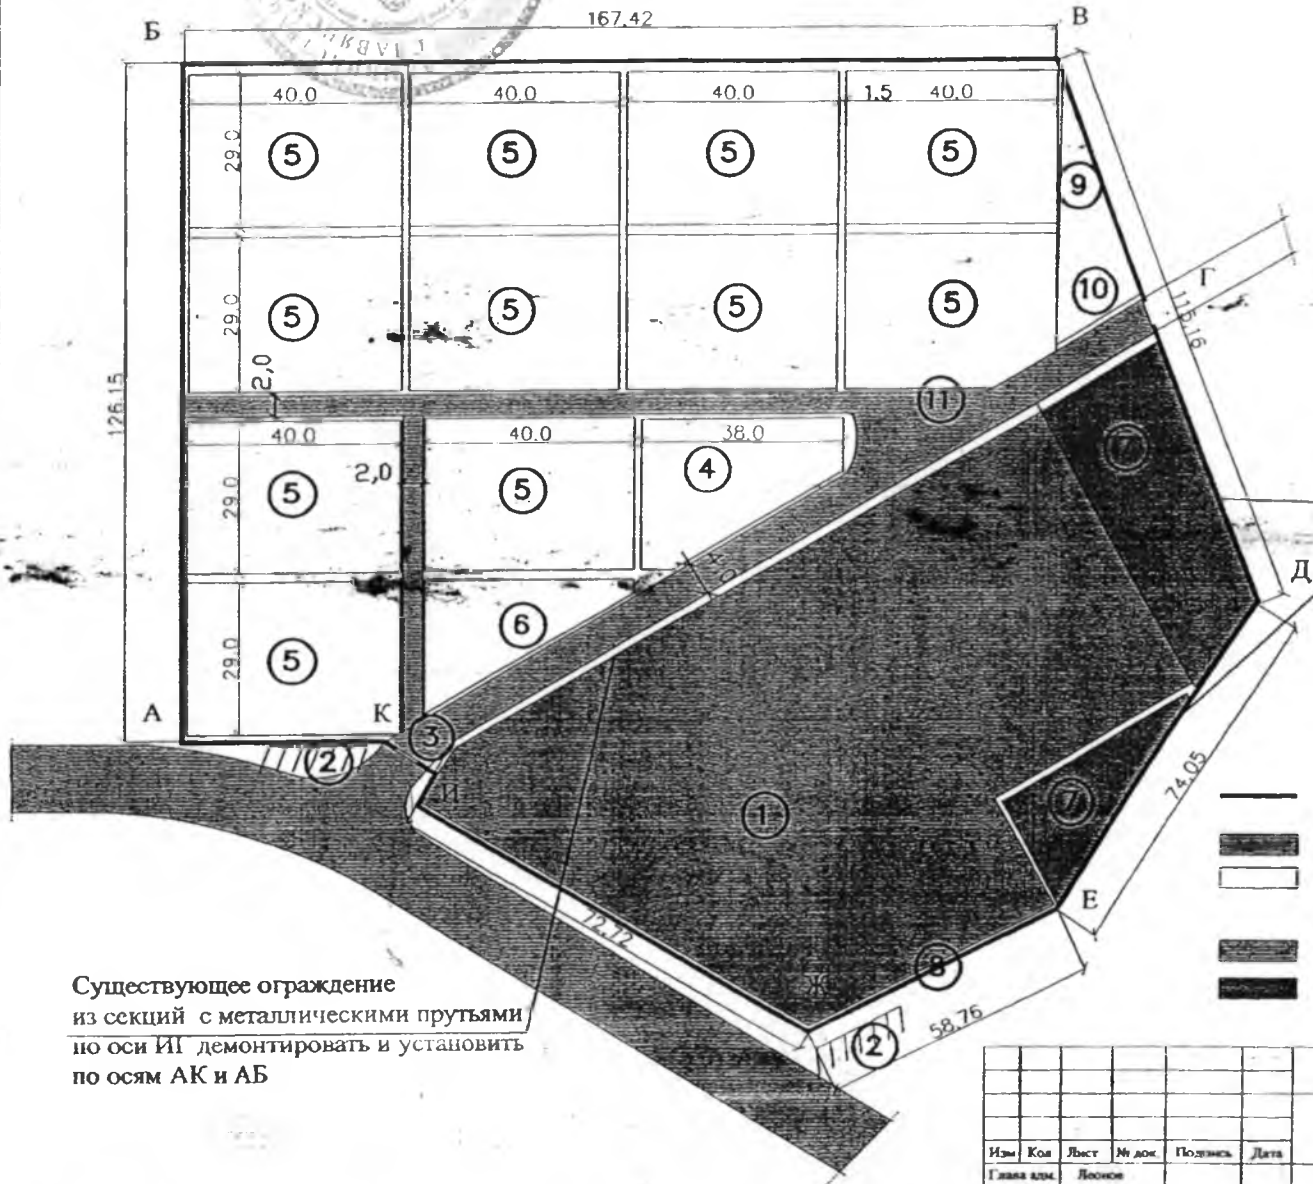 Б
167,42
В
40.0 40.0 40.0 1,5 40,0
29.0 5 5 5 5
9
29.0 5 5 5 5
10
Г
115,16
126,15
2,0
11
40.0 40.0 38.0
2,0
4
29.0 5 5
17
4,0
Д
6
29.0 5
А К
3
2
И
1
7
74,05
72,72
Е
8
Ж
58,76
2
Существующее ограждение
из секций с металлическими прутьями
по оси ИГ демонтировать и установить
по осям АК и АБ
Изм Кол Лист № док. Подпись Дата
Глава адм.